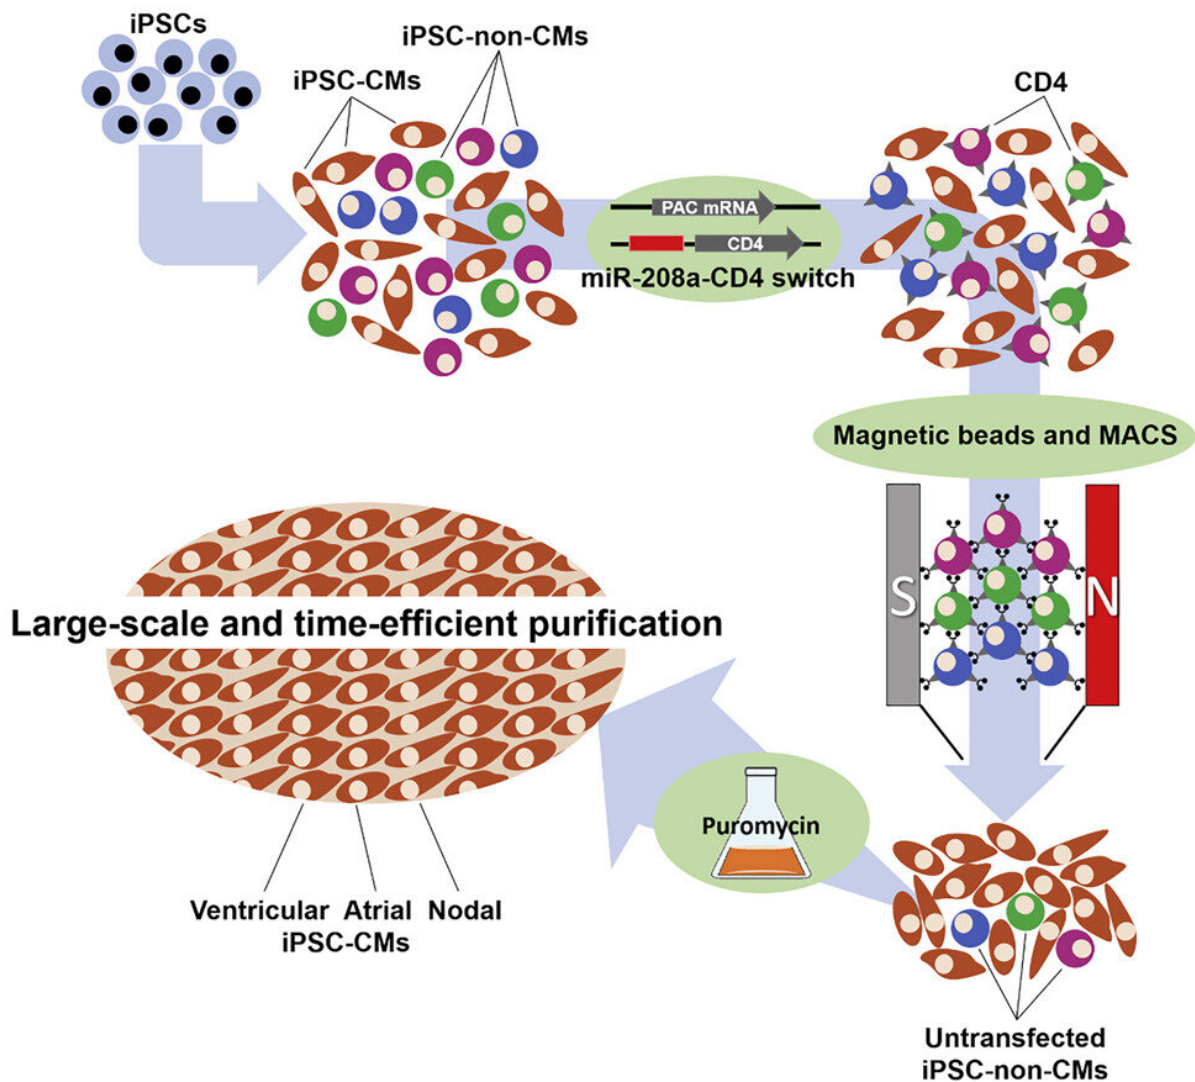 iPSCs
iPSC-non-CMs
iPSC-CMs
CD4
PAC mRNA
CD4
miR-208a-CD4 switch
Magnetic beads and MACS
S
N
Large-scale and time-efficient purification
Puromycin
Ventricular Atrial Nodal
iPSC-CMs
Untransfected
iPSC-non-CMs